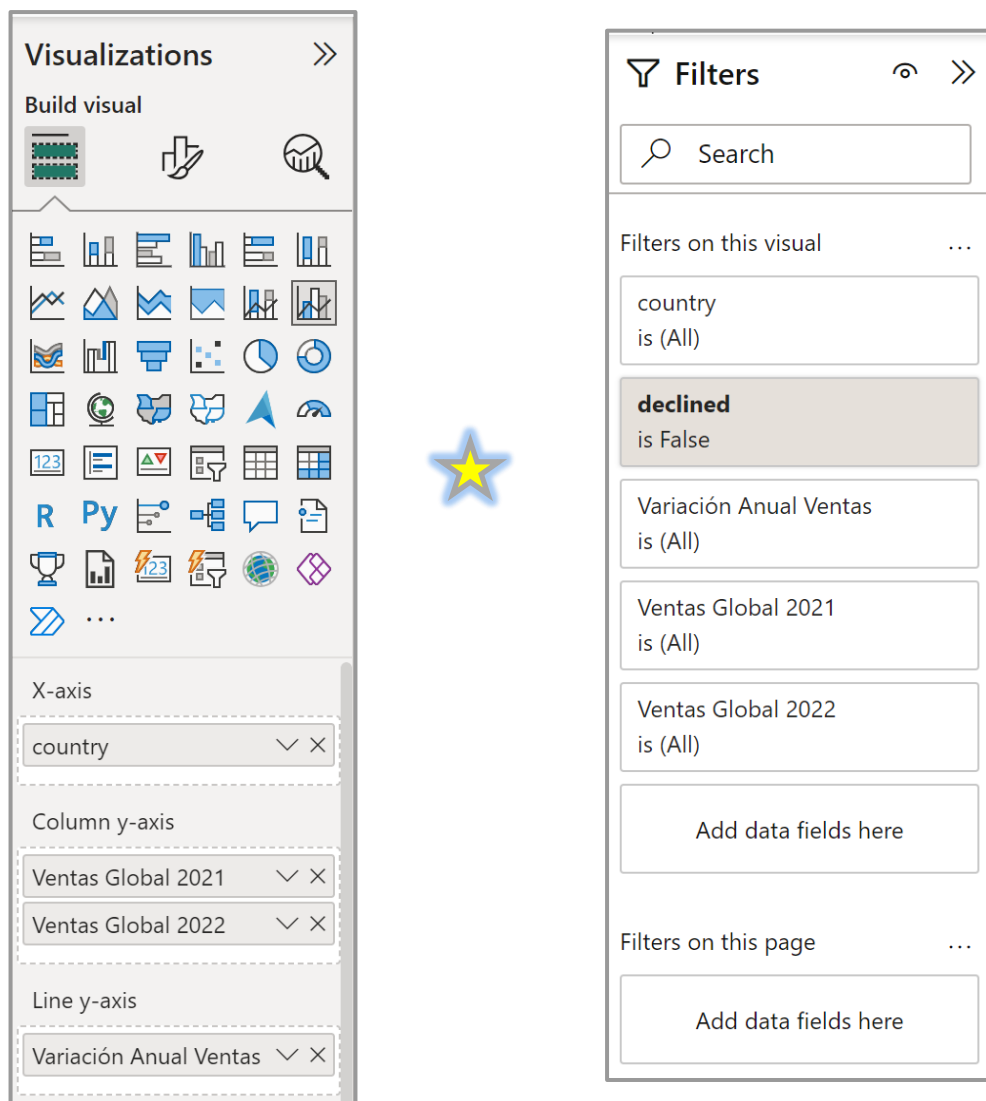 Visualizations
Build visual
123
R
Py
123
...
X-axis
country
Column y-axis
Ventas Global 2021
Ventas Global 2022
Line y-axis
Variación Anual Ventas
Filters
Search
Filters on this visual
...
country
is (All)
declined
is False
Variación Anual Ventas
is (All)
Ventas Global 2021
is (All)
Ventas Global 2022
is (All)
Add data fields here
Filters on this page
...
Add data fields here